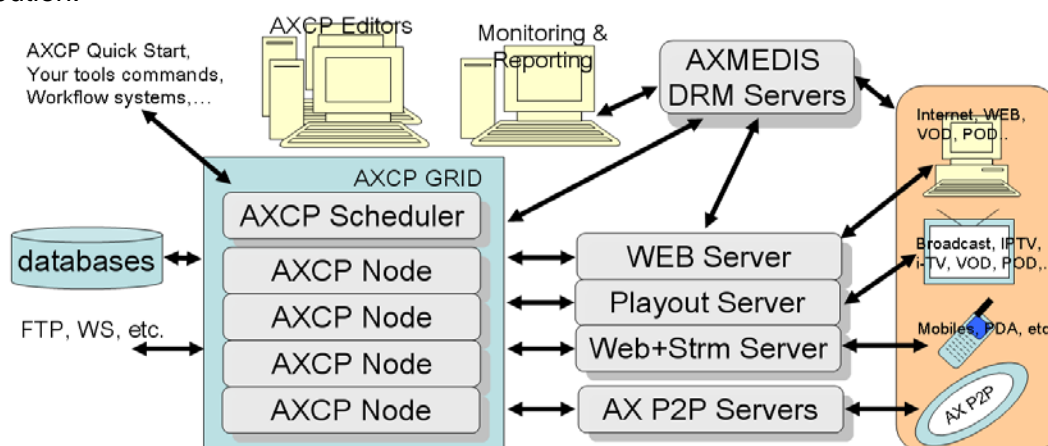 AXCP Editors
AXCP Quick Start,
Your tools commands,
Workflow systems,...
Monitoring &
Reporting
AXMEDIS
DRM Servers
Internet, WEB,
VOD, POD..
AXCP GRID
AXCP Scheduler
databases
AXCP Node
AXCP Node
AXCP Node
AXCP Node
FTP, WS, etc.
WEB Server
Playout Server
Web+Strm Server
AX P2P Servers
Broadcast, IPTV,
i-TV, VOD, POD,..
Mobiles, PDA, etc
AX P2P